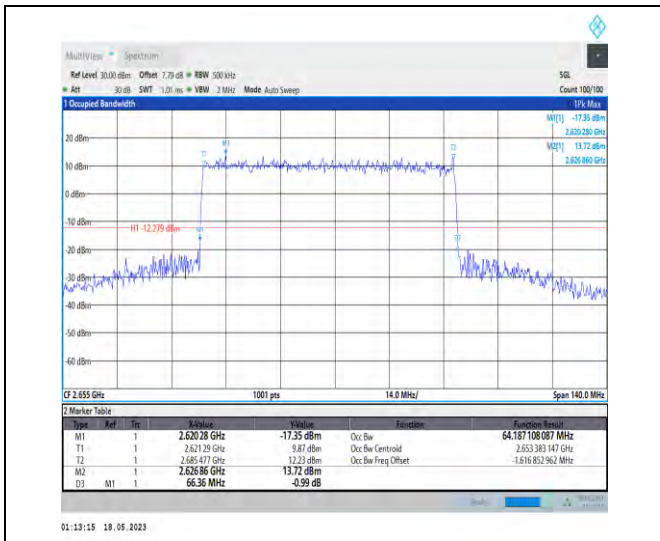 MultiView Spectrum
Ref Level 30.00 dBm Offset 7.79 dB RBW 500 kHz SGL
Att 30 dB SWT 1.01 ms VBW 2 MHz Mode Auto Sweep Count 100/100
1 Occupied Bandwidth 1Pk Max
M1[1] -17.35 dBm
2.620 280 GHz
M2[1] 13.72 dBm
2.626 860 GHz
20 dBm
10 dBm
0 dBm
-10 dBm
H1 -12.279 dBm
-20 dBm
-30 dBm
-40 dBm
-50 dBm
-60 dBm
CF 2.655 GHz 1001 pts 14.0 MHz/ Span 140.0 MHz
2 Marker Table
Type Ref Trc X-Value Y-Value Function Function Result
M1 1 2.620 28 GHz -17.35 dBm Occ Bw 64.187 108 087 MHz
T1 1 2.621 29 GHz 9.87 dBm Occ Bw Centroid 2.653 383 147 GHz
T2 1 2.685 477 GHz 12.23 dBm Occ Bw Freq Offset -1.616 852 962 MHz
M2 1 2.626 86 GHz 13.72 dBm
D3 M1 1 66.36 MHz -0.99 dB
01:13:15 18.05.2023